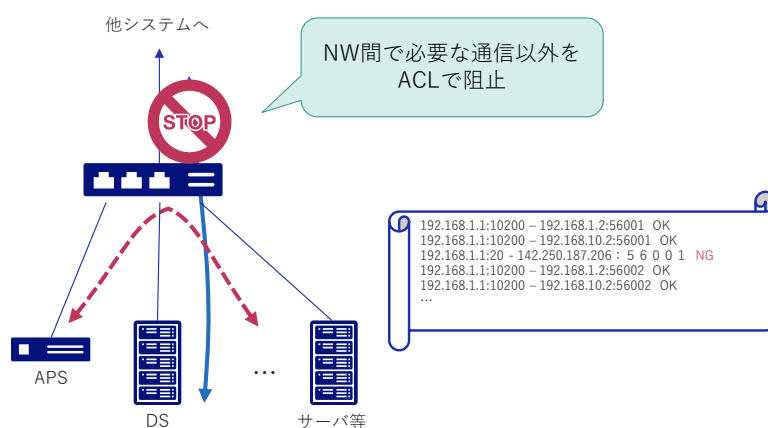 他システムへ
NW間で必要な通信以外を
ACLで阻止
STOP
192.168.1.1:10200 – 192.168.1.2:56001 OK
192.168.1.1:10200 – 192.168.10.2:56001 OK
192.168.1.1:20 - 142.250.187.206：５６００１ NG
192.168.1.1:10200 – 192.168.1.2:56002 OK
192.168.1.1:10200 – 192.168.10.2:56002 OK
…
APS
DS
…
サーバ等